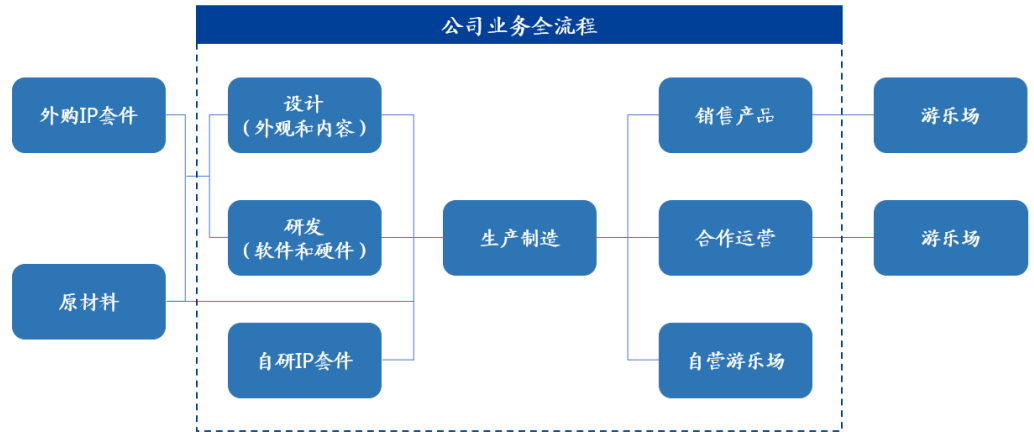 公司业务全流程
外购IP套件
设计
（外观和内容）
销售产品
游乐场
研发
（软件和硬件）
生产制造
合作运营
游乐场
原材料
自研IP套件
自营游乐场